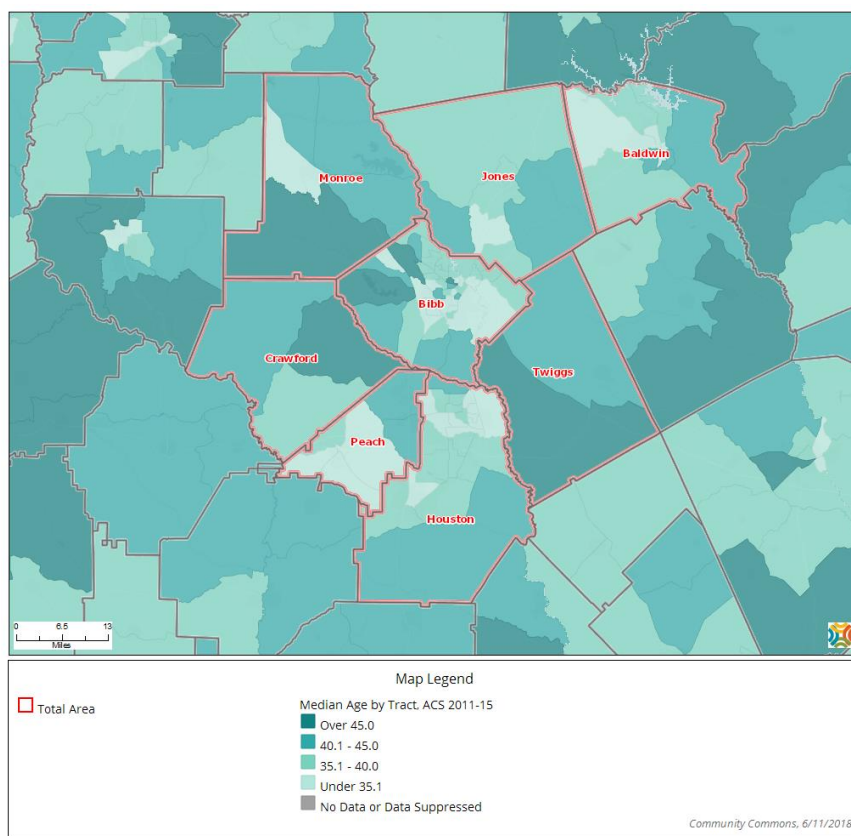 Monroe
Jones
Baldwin
Bibb
Crawford
Twiggs
Peach
Houston
0 6.5 13
Miles
Map Legend
Total Area
Median Age by Tract, ACS 2011-15
Over 45.0
40.1 - 45.0
35.1 - 40.0
Under 35.1
No Data or Data Suppressed
Community Commons, 6/11/2018